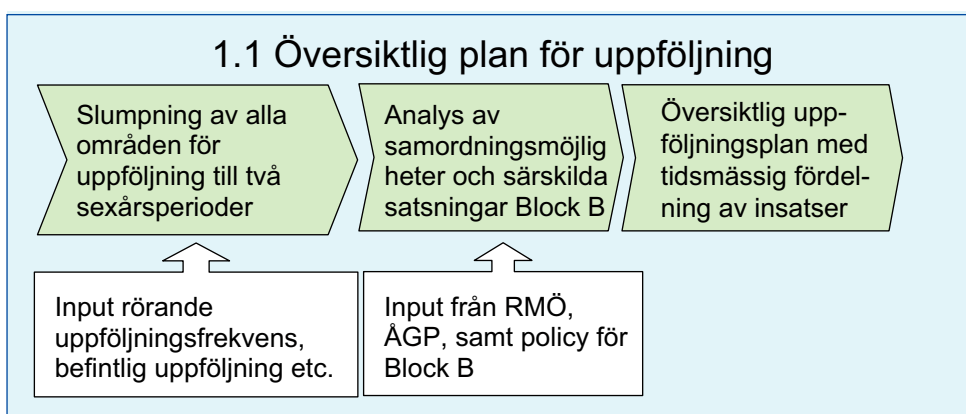 1.1 Översiktlig plan för uppföljning
Slumpning av alla
områden för
uppföljning till två
sexårsperioder
Analys av
samordningsmöjlig
heter och särskilda
satsningar Block B
Översiktlig upp-
följningsplan med
tidsmässig fördel-
ning av insatser
Input rörande
uppföljningsfrekvens,
befintlig uppföljning etc.
Input från RMÖ,
ÅGP, samt policy för
Block B